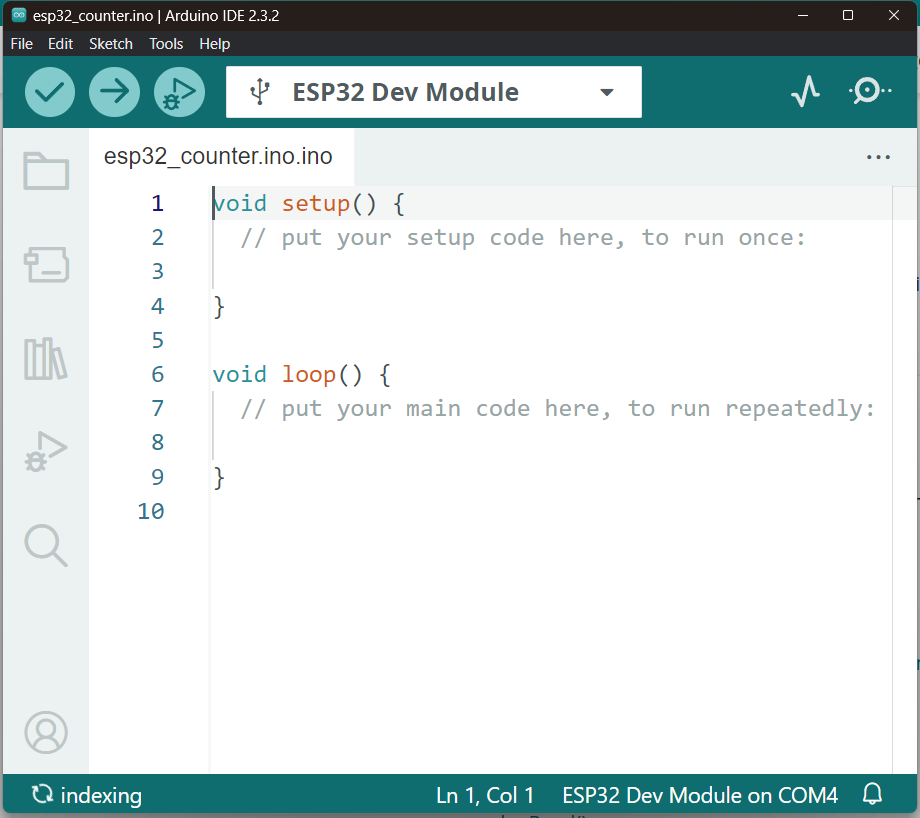 esp32_counter.ino | Arduino IDE 2.3.2
File Edit Sketch Tools Help
ESP32 Dev Module
esp32_counter.ino.ino
1 void setup() {
2 // put your setup code here, to run once:
3
4 }
5
6 void loop() {
7 // put your main code here, to run repeatedly:
8
9 }
10
indexing Ln 1, Col 1 ESP32 Dev Module on COM4